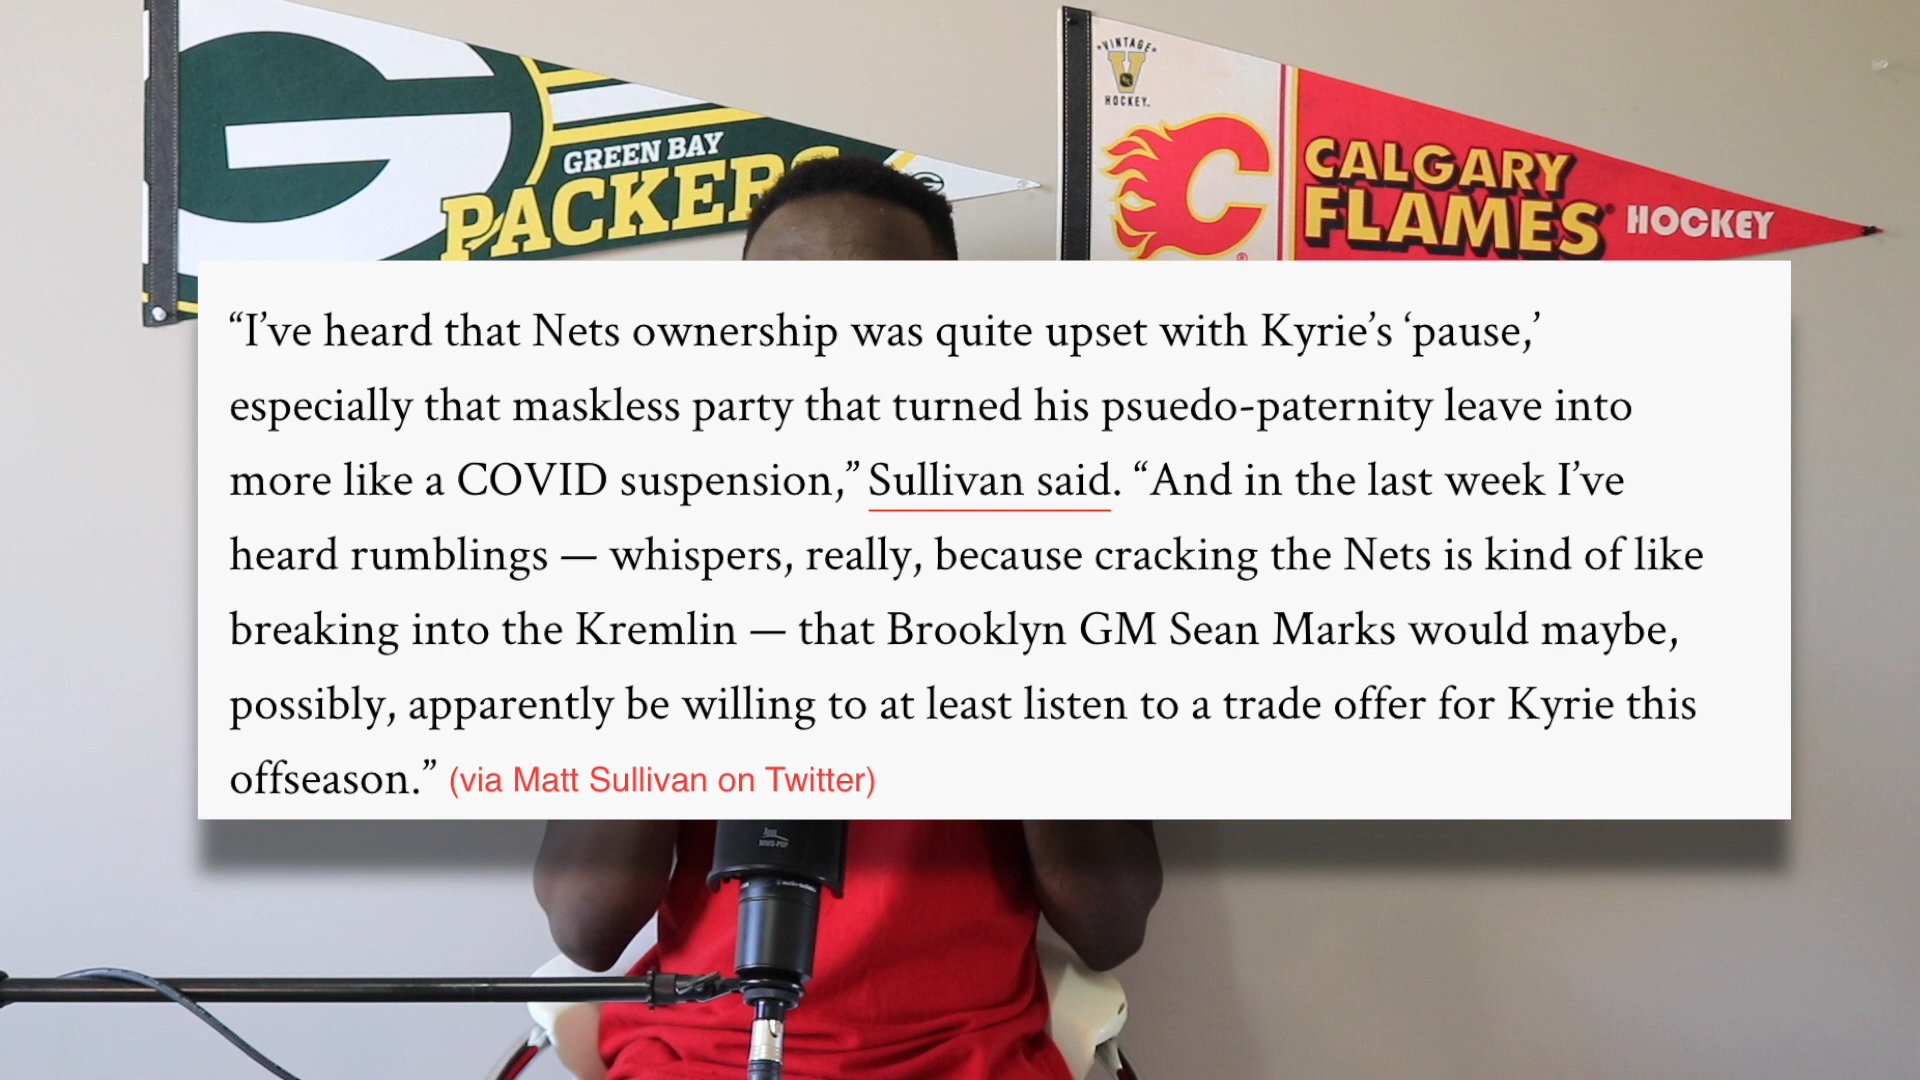 "VINTAGE"
V
HOCKEY.
G
GREEN BAY
PACKERS
G
C
CALGARY
FLAMES
HOCKEY
“I’ve heard that Nets ownership was quite upset with Kyrie’s ‘pause,’
especially that maskless party that turned his psuedo-paternity leave into
more like a COVID suspension,” Sullivan said. “And in the last week I’ve
heard rumblings — whispers, really, because cracking the Nets is kind of like
breaking into the Kremlin — that Brooklyn GM Sean Marks would maybe,
possibly, apparently be willing to at least listen to a trade offer for Kyrie this
offseason.” (via Matt Sullivan on Twitter)